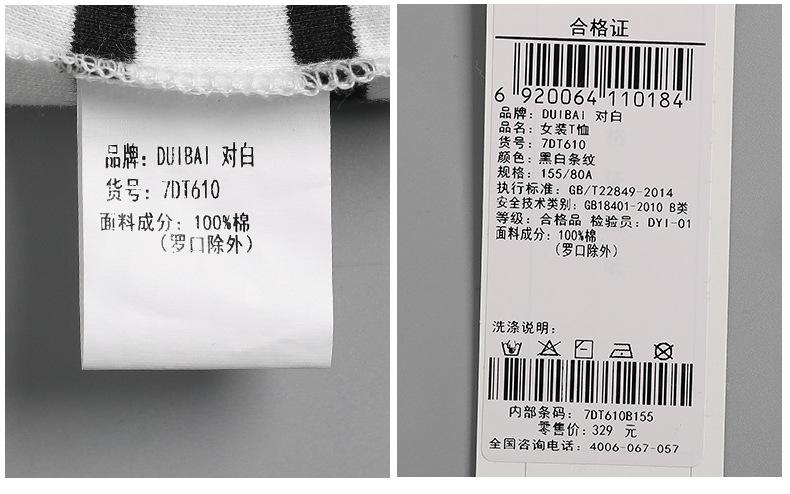 品牌: DUIBAI 对白
货号: 7DT610
面料成分: 100%棉
(罗口除外)
合格证
6 920064 110184
品牌: DUIBAI 对白
品名: 女装T恤
货号: 7DT610
颜色: 黑白条纹
规格: 155/80A
执行标准: GB/T22849-2014
安全技术类别: GB18401-2010 B类
等级: 合格品 检验员: DYI-01
面料成分: 100%棉
(罗口除外)
洗涤说明:
内部条码: 7DT610B155
零售价: 329 元
全国咨询电话: 4006-067-057